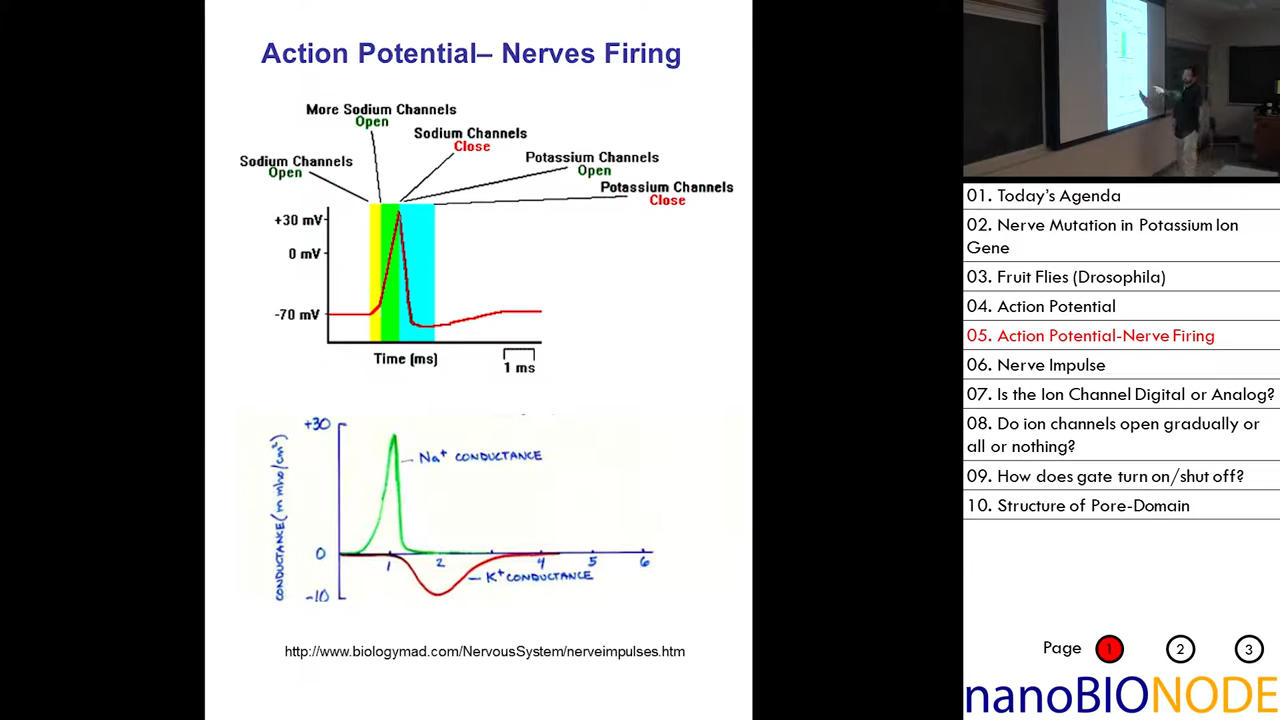 Action Potential– Nerves Firing
More Sodium Channels
Open
Sodium Channels
Close
Sodium Channels
Open
Potassium Channels
Open
Potassium Channels
Close
+30 mV
0 mV
-70 mV
Time (ms)
1 ms
CONDUCTANCE (m mho/cm²)
+30
0
-10
Na⁺ CONDUCTANCE
1
2
4
5
6
K⁺ CONDUCTANCE
http://www.biologymad.com/NervousSystem/nerveimpulses.htm
01. Today's Agenda
02. Nerve Mutation in Potassium Ion
Gene
03. Fruit Flies (Drosophila)
04. Action Potential
05. Action Potential-Nerve Firing
06. Nerve Impulse
07. Is the Ion Channel Digital or Analog?
08. Do ion channels open gradually or
all or nothing?
09. How does gate turn on/shut off?
10. Structure of Pore-Domain
Page 1 2 3
nanoBIONODE